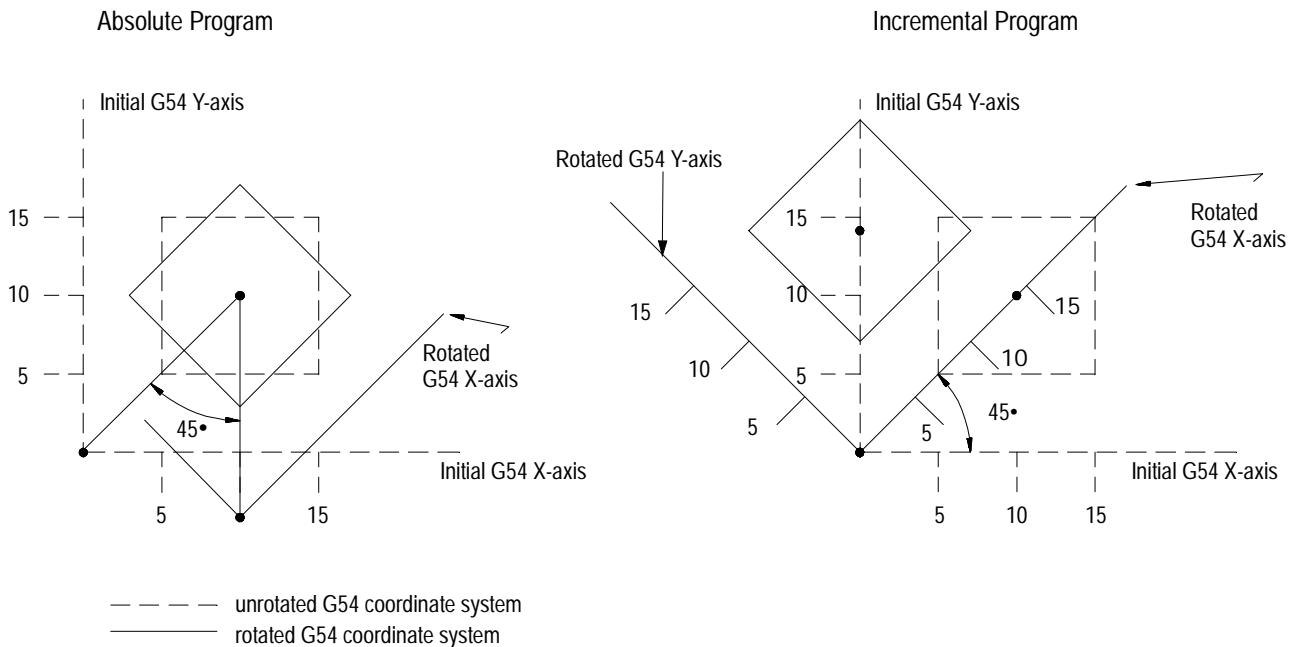 Absolute Program
Incremental Program
Initial G54 Y-axis
Initial G54 Y-axis
Rotated G54 Y-axis
15
10
5
Rotated
G54 X-axis
45•
Initial G54 X-axis
5
15
15
10
5
15
10
5
15
10
5
Rotated
G54 X-axis
45•
Initial G54 X-axis
5
10
15
unrotated G54 coordinate system
rotated G54 coordinate system